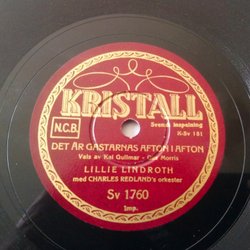 KRISTALL
N.C.B.
Svensk inspelning
K-Sv 181
DET ÄR GASTARNAS AFTON I AFTON
Vals av Kai Gullmar - Gus Morris
LILLIE LINDROTH
med CHARLES REDLAND's orkester
Sv 1760
Imp.